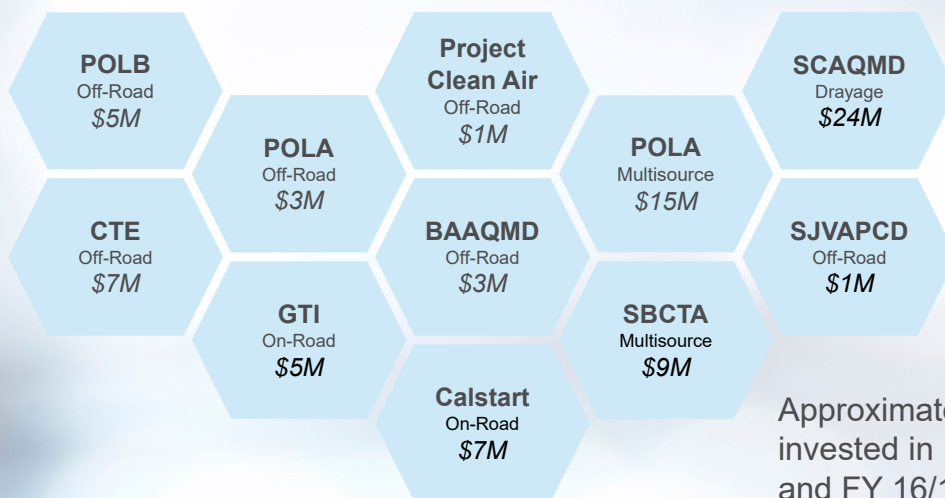 POLB
Off-Road
$5M
Project
Clean Air
Off-Road
$1M
SCAQMD
Drayage
$24M
POLA
Off-Road
$3M
POLA
Multisource
$15M
CTE
Off-Road
$7M
BAAQMD
Off-Road
$3M
SJVAPCD
Off-Road
$1M
GTI
On-Road
$5M
SBCTA
Multisource
$9M
Calstart
On-Road
$7M
invested in
and FY 16/1